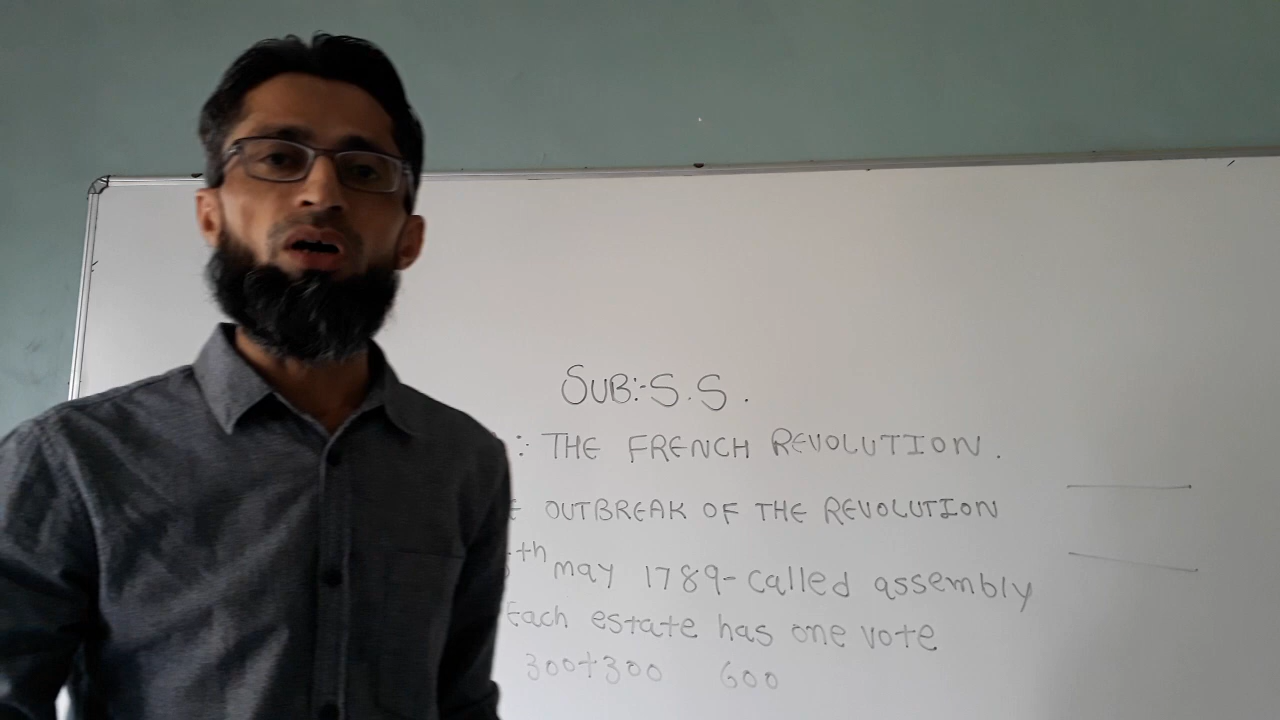 SUB:- S.S.
: THE FRENCH REVOLUTION.
OUTBREAK OF THE REVOLUTION
th may 1789- called assembly
Each estate has one vote
300+300 600